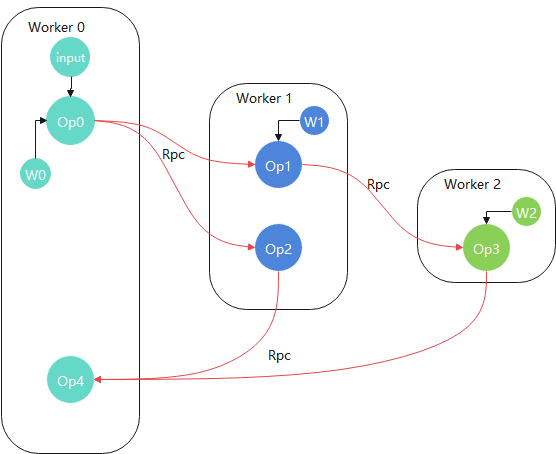 Worker 0
input
Op0
W0
Rpc
Worker 1
W1
Op1
Op2
Rpc
Worker 2
W2
Op3
Rpc
Op4